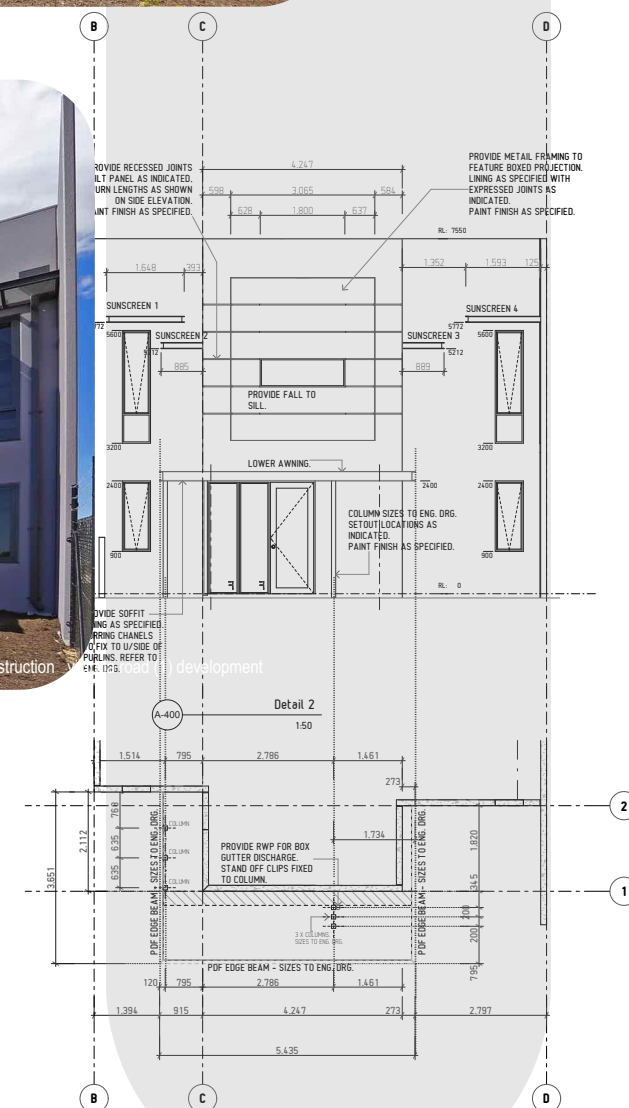 B
C
D
PROVIDE METAIL FRAMING TO
FEATURE BOXED PROJECTION.
LINING AS SPECIFIED WITH
EXPRESSED JOINTS AS
INDICATED.
PAINT FINISH AS SPECIFIED.
ROVIDE RECESSED JOINTS
ILT PANEL AS INDICATED.
URN LENGTHS AS SHOWN
ON SIDE ELEVATION.
AINT FINISH AS SPECIFIED.
4.247
598
3.065
584
628
1.800
637
RL: 7550
1.648
393
1.352
1.593
125
SUNSCREEN 1
SUNSCREEN 4
5772
5600
5772
5600
SUNSCREEN 2
SUNSCREEN 3
5212
5212
885
889
PROVIDE FALL TO
SILL.
3200
3200
LOWER AWNING.
2400
2400
2400
COLUMN SIZES TO ENG. DRG.
SETOUT LOCATIONS AS
INDICATED.
PAINT FINISH AS SPECIFIED.
900
900
RL: 0
OVIDE SOFFIT
NING AS SPECIFIED.
RRING CHANELS
O FIX TO U/SIDE OF
PURLINS. REFER TO
ENG. DRG.
struction
road
development
A-400
Detail 2
1:50
1.514
795
2.786
1.461
273
2
768
635
635
2.112
3.651
COLUMN
COLUMN
COLUMN
PDF EDGE BEAM - SIZES TO ENG. DRG.
PROVIDE RWP FOR BOX
GUTTER DISCHARGE.
STAND OFF CLIPS FIXED
TO COLUMN.
1.734
PDF EDGE BEAM - SIZES TO ENG. DRG.
1.820
345
200
200
795
1
3 X COLUMNS.
SIZES TO ENG. DRG.
PDF EDGE BEAM - SIZES TO ENG. DRG.
120
795
2.786
1.461
1.394
915
4.247
273
2.797
5.435
B
C
D